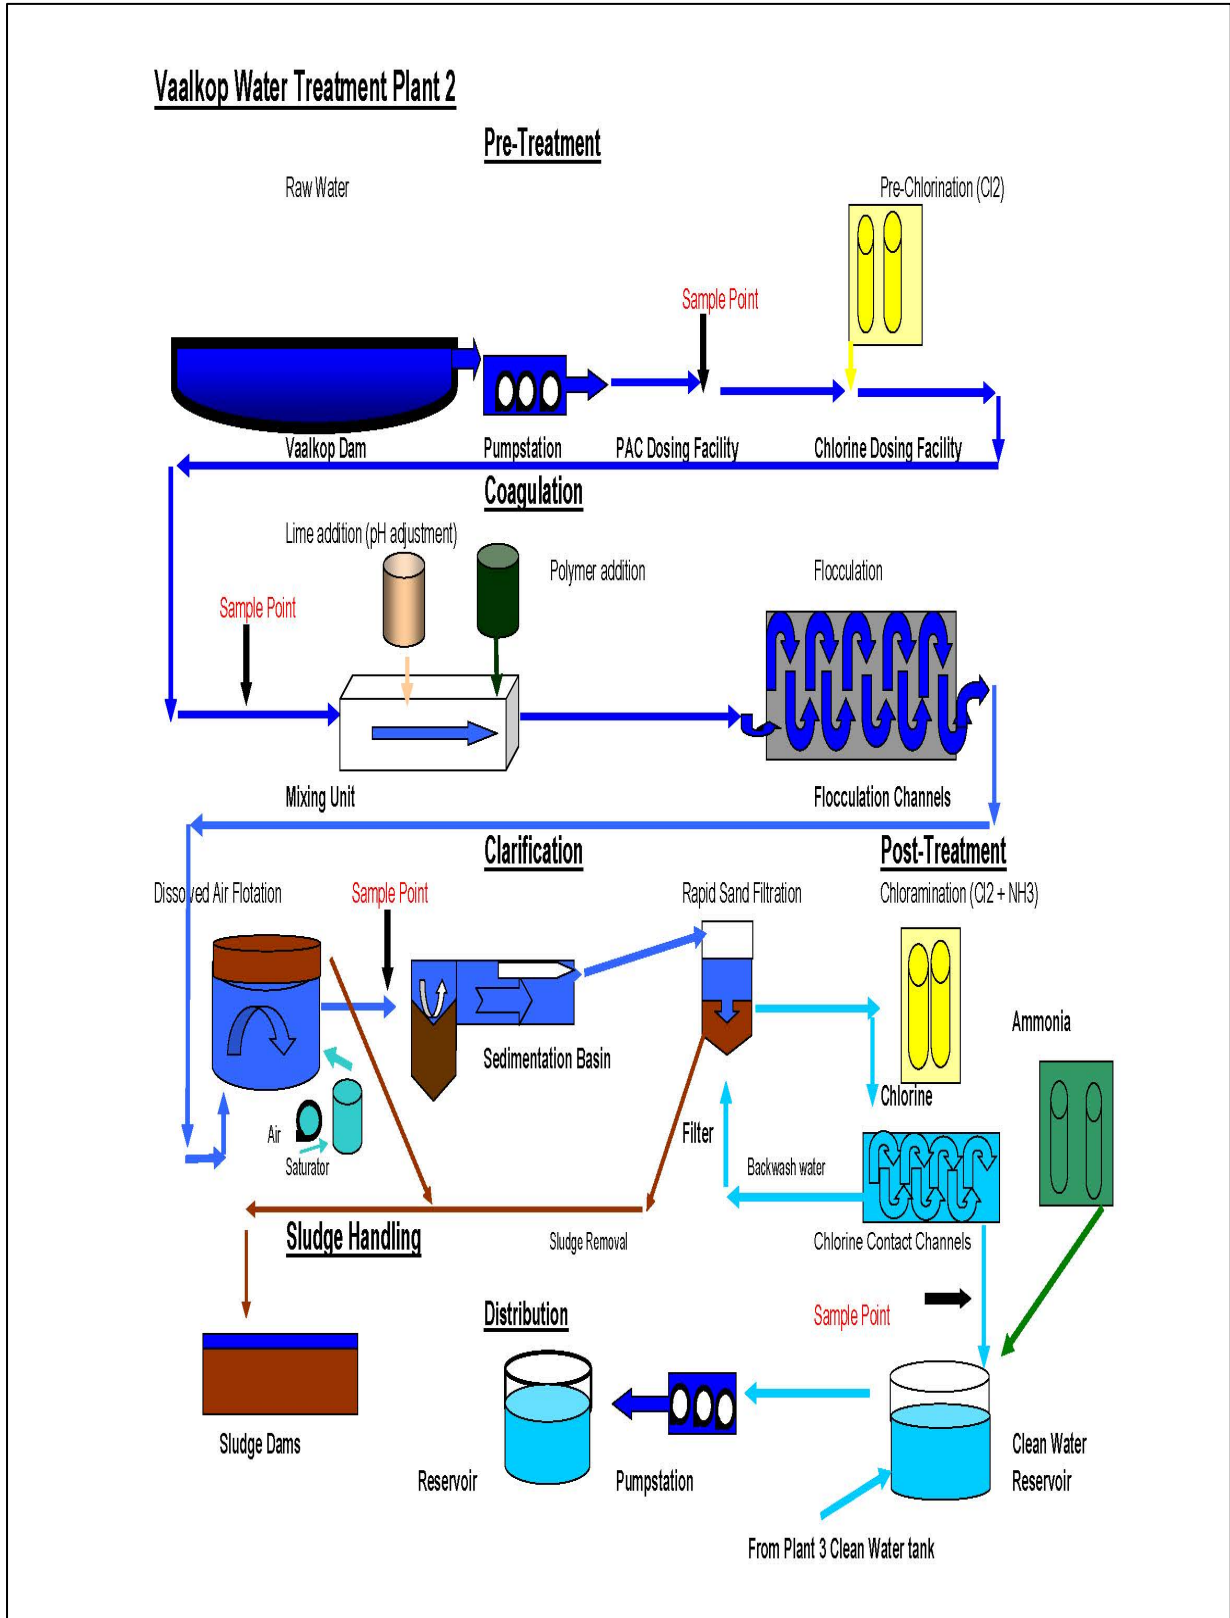 Vaalkop Water Treatment Plant 2
Pre-Treatment
Raw Water
Pre-Chlorination (Cl2)
Sample Point
Vaalkop Dam
Pumpstation
PAC Dosing Facility
Chlorine Dosing Facility
Coagulation
Lime addition (pH adjustment)
Polymer addition
Flocculation
Sample Point
Mixing Unit
Flocculation Channels
Clarification
Post-Treatment
Dissolved Air Flotation
Sample Point
Rapid Sand Filtration
Chloramination (Cl2 + NH3)
Ammonia
Sedimentation Basin
Chlorine
Air
Filter
Saturator
Backwash water
Sludge Handling
Sludge Removal
Chlorine Contact Channels
Distribution
Sample Point
Sludge Dams
Clean Water
Reservoir
Reservoir
Pumpstation
From Plant 3 Clean Water tank